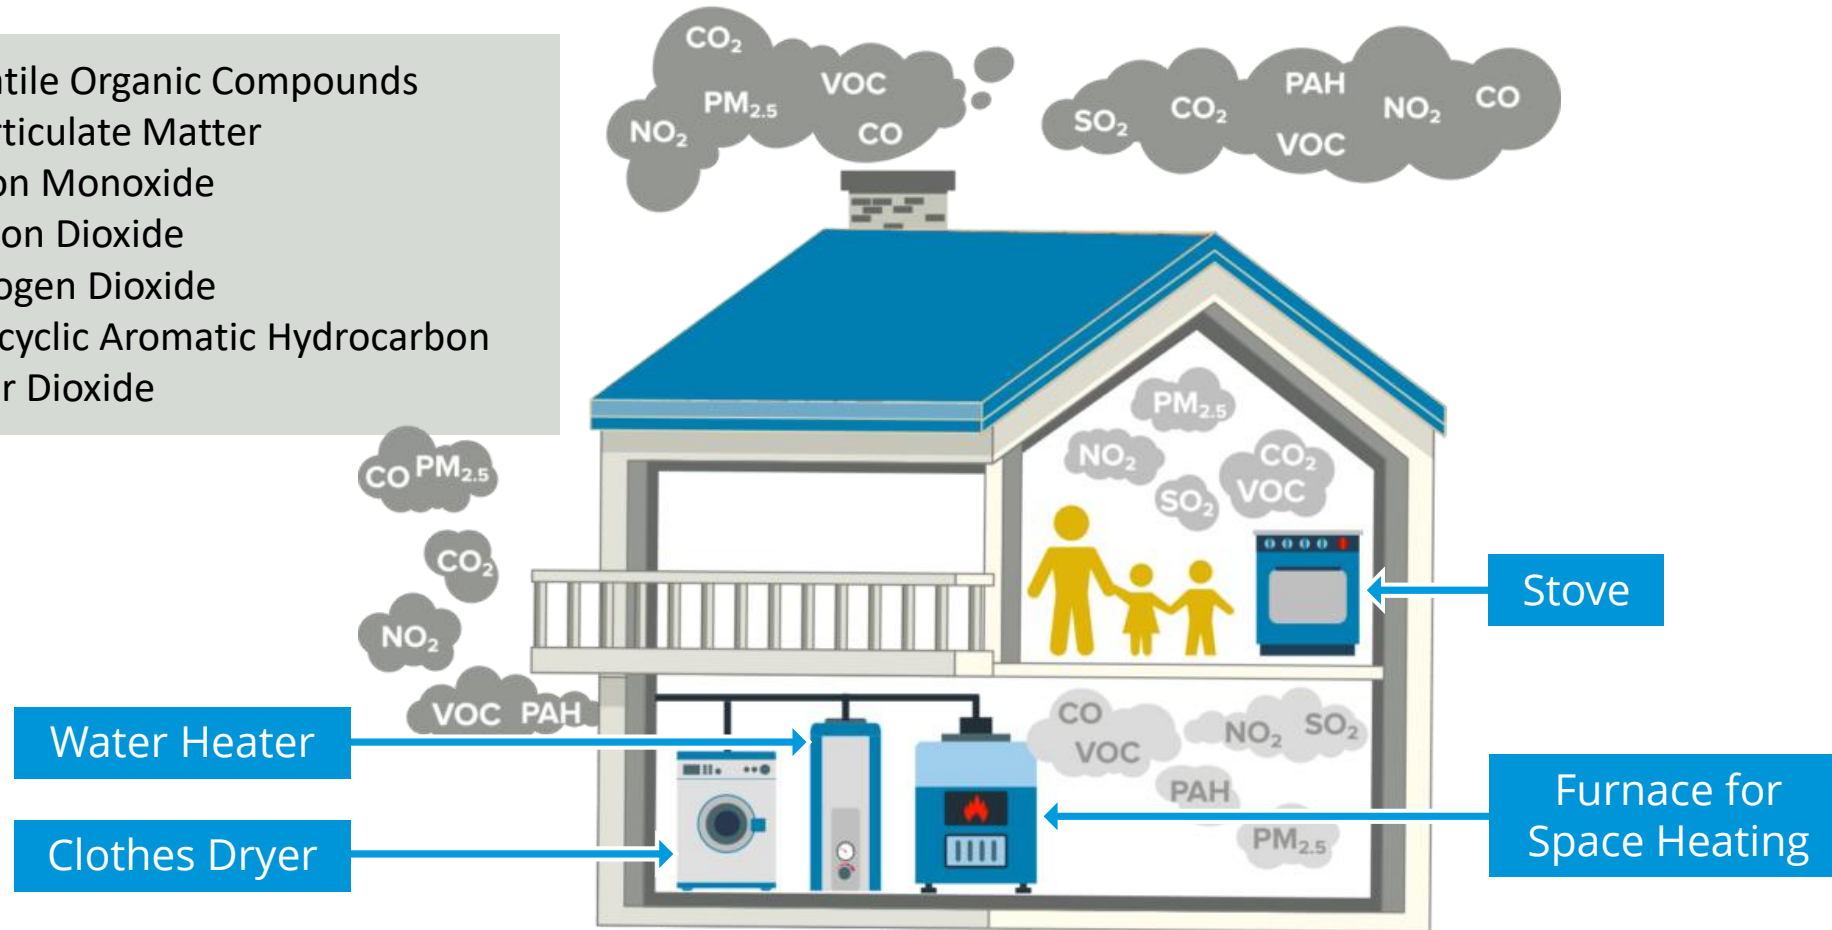 atile Organic Compounds
rticulate Matter
on Monoxide
on Dioxide
ogen Dioxide
cyclic Aromatic Hydrocarbon
r Dioxide
CO₂
VOC
PM₂.₅
NO₂
CO
PAH
SO₂ CO₂ NO₂ CO
VOC
PM₂.₅
NO₂
CO₂
VOC
SO₂
CO PM₂.₅
CO₂
NO₂
VOC PAH
Stove
Water Heater
Clothes Dryer
CO
VOC
NO₂ SO₂
PAH
PM₂.₅
Furnace for
Space Heating